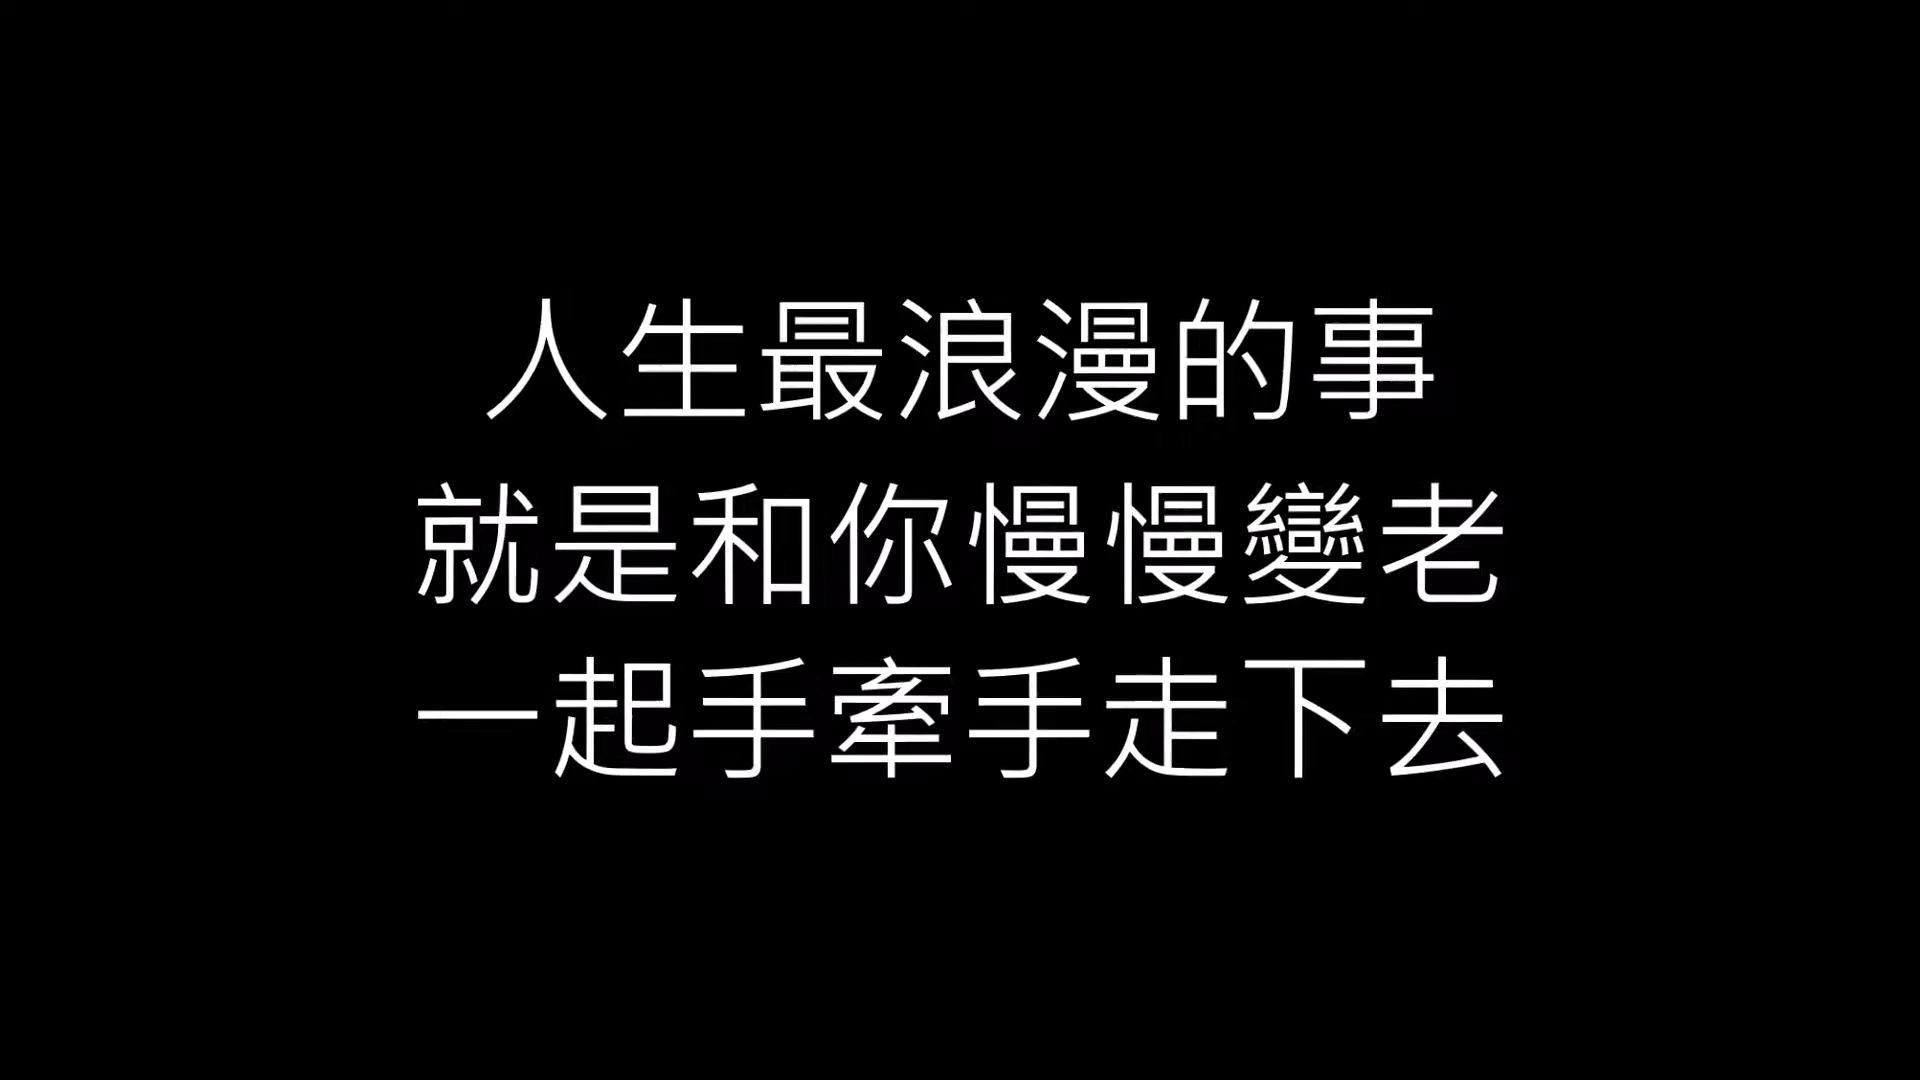 人生最浪漫的事
就是和你慢慢變老
一起手牽手走下去